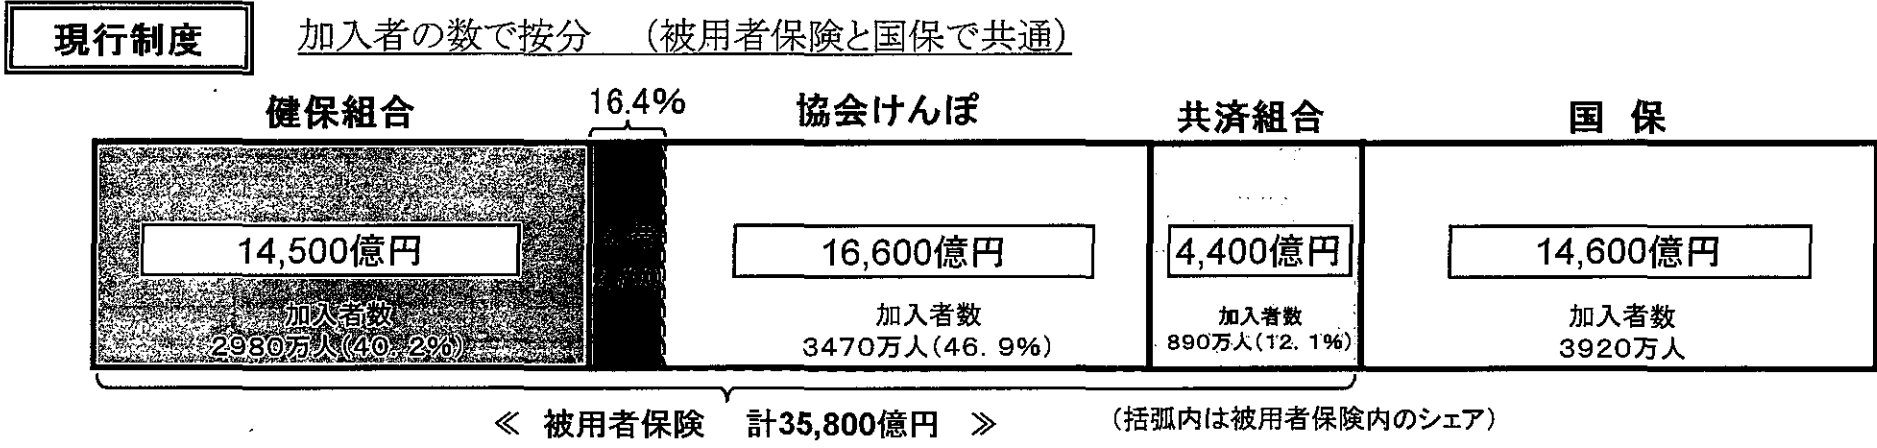 現行制度
加入者の数で按分　（被用者保険と国保で共通）
健保組合
16.4%
協会けんぽ
共済組合
国 保
14,500億円
16,600億円
4,400億円
14,600億円
加入者数
2980万人(40. 2%)
加入者数
3470万人(46. 9%)
加入者数
890万人(12. 1%)
加入者数
3920万人
≪ 被用者保険　計35,800億円 ≫
（括弧内は被用者保険内のシェア）